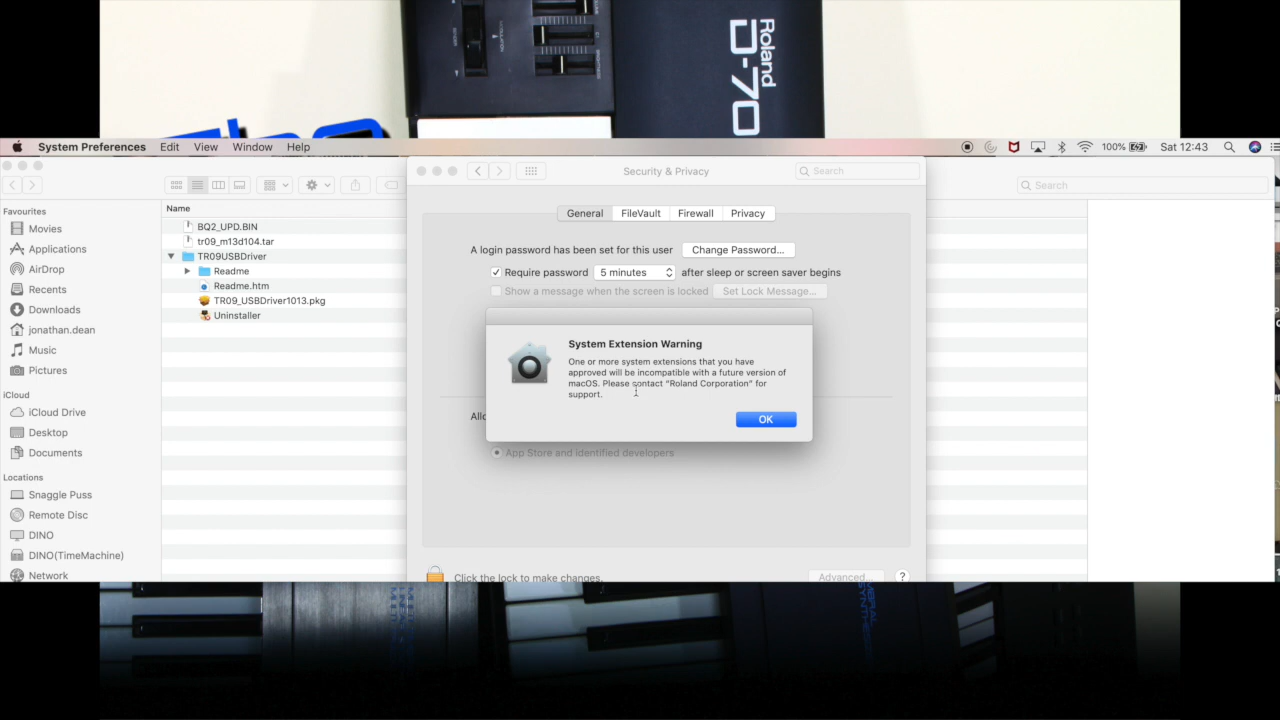 Roland
D-70
System Preferences Edit View Window Help 100% Sat 12:43
Security & Privacy Search
Search
Favourites
Movies
Applications
AirDrop
Recents
Downloads
jonathan.dean
Music
Pictures
iCloud
iCloud Drive
Desktop
Documents
Locations
Snaggle Puss
Remote Disc
DINO
DINO(TimeMachine)
Network
Name
BQ2_UPD.BIN
tr09_m13d104.tar
TR09USBDriver
Readme
Readme.htm
TR09_USBDriver1013.pkg
Uninstaller
General FileVault Firewall Privacy
A login password has been set for this user Change Password...
Require password 5 minutes after sleep or screen saver begins
Show a message when the screen is locked Set Lock Message...
System Extension Warning
One or more system extensions that you have
approved will be incompatible with a future version of
macOS. Please contact “Roland Corporation” for
support.
OK
App Store and identified developers
Click the lock to make changes.
Advanced... ?